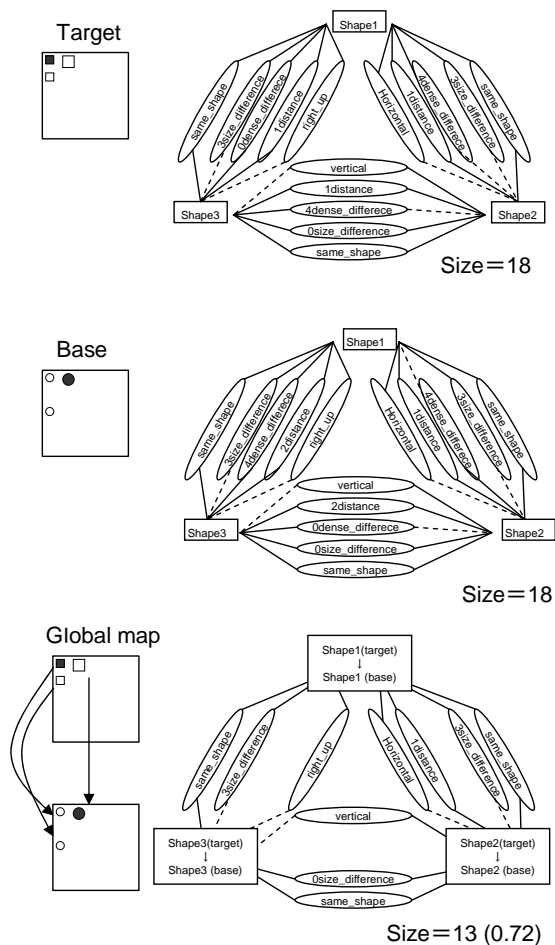 Target
Shape1
same_shape
3size_difference
0dense_differece
1distance
right_up
Horizontal
1distance
4dense_differece
3size_difference
same_shape
vertical
1distance
4dense_differece
0size_difference
same_shape
Shape3
Shape2
Size=18
Base
Shape1
same_shape
3size_difference
4dense_differece
2distance
right_up
Horizontal
1distance
4dense_differece
3size_difference
same_shape
vertical
2distance
0dense_differece
0size_difference
same_shape
Shape3
Shape2
Size=18
Global map
Shape1(target)
↓
Shape1 (base)
same_shape
3size_difference
right_up
Horizontal
1distance
3size_difference
same_shape
vertical
Shape3(target)
↓
Shape3 (base)
Shape2(target)
↓
Shape2 (base)
0size_difference
same_shape
Size=13 (0.72)